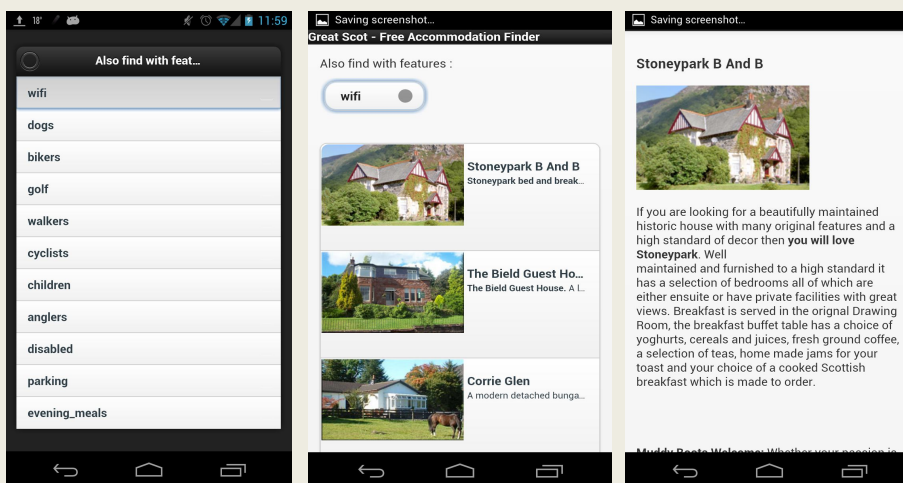 18° 11:59
Also find with feat...
wifi
dogs
bikers
golf
walkers
cyclists
children
anglers
disabled
parking
evening_meals
Saving screenshot...
Great Scot - Free Accommodation Finder
Also find with features :
wifi
Stoneypark B And B
Stoneypark bed and break...
The Bield Guest Ho...
The Bield Guest House. A l...
Corrie Glen
A modern detached bunga...
Saving screenshot...
Stoneypark B And B
If you are looking for a beautifully maintained
historic house with many original features and a
high standard of decor then you will love
Stoneypark. Well
maintained and furnished to a high standard it
has a selection of bedrooms all of which are
either ensuite or have private facilities with great
views. Breakfast is served in the orignal Drawing
Room, the breakfast buffet table has a choice of
yoghurts, cereals and juices, fresh ground coffee,
a selection of teas, home made jams for your
toast and your choice of a cooked Scottish
breakfast which is made to order.
Muddy Boots Welcome: Whether your passion is